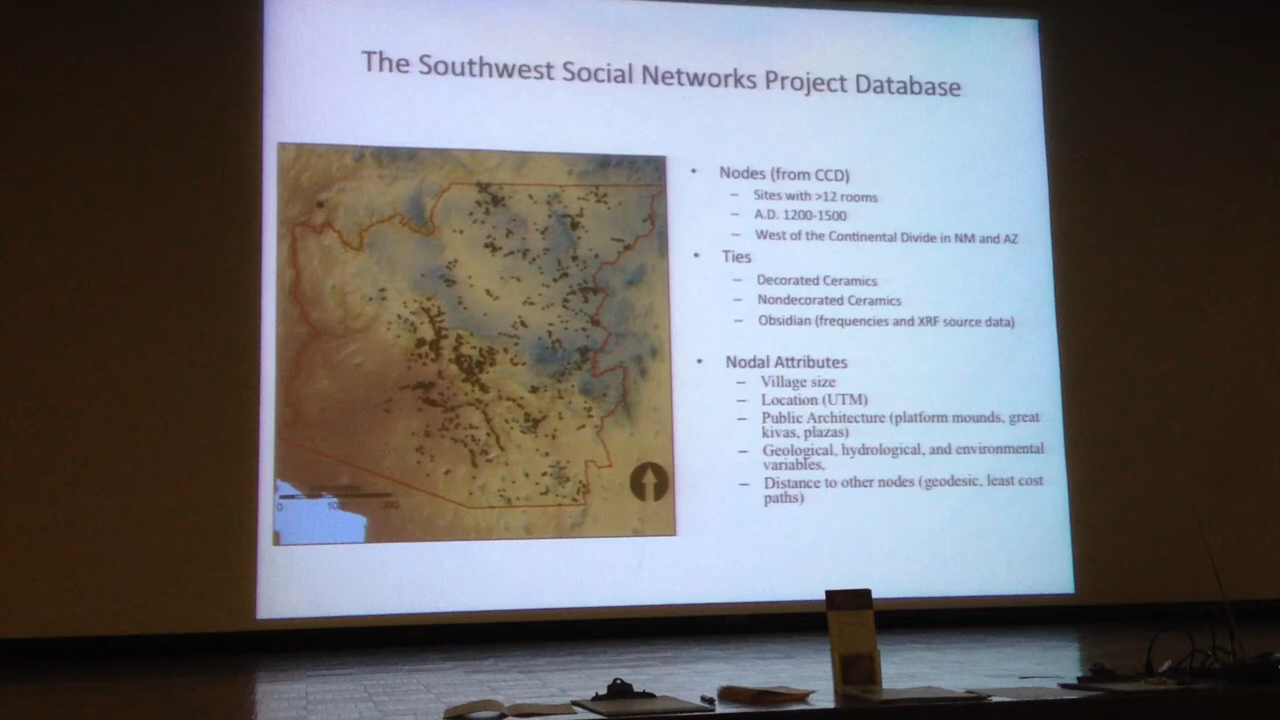 The Southwest Social Networks Project Database
• Nodes (from CCD)
– Sites with >12 rooms
– A.D. 1200-1500
– West of the Continental Divide in NM and AZ
• Ties
– Decorated Ceramics
– Nondecorated Ceramics
– Obsidian (frequencies and XRF source data)
• Nodal Attributes
– Village size
– Location (UTM)
– Public Architecture (platform mounds, great
kivas, plazas)
– Geological, hydrological, and environmental
variables,
– Distance to other nodes (geodesic, least cost
paths)
0